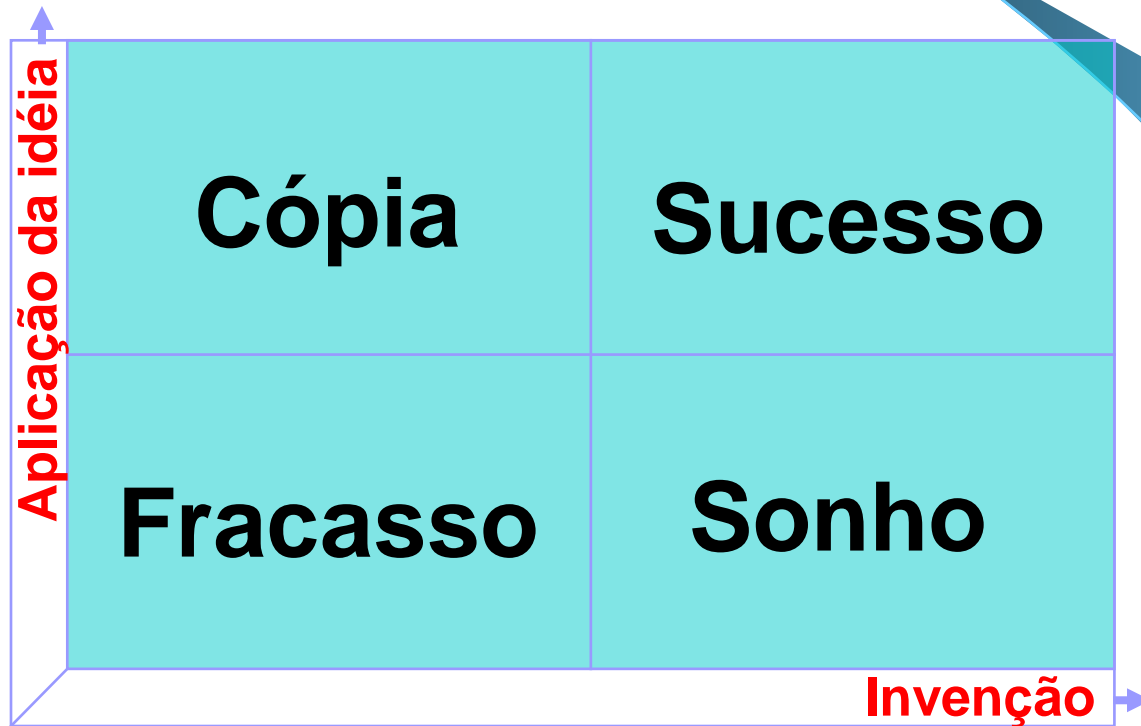 Aplicação da idéia
Cópia
Sucesso
Fracasso
Sonho
Invenção